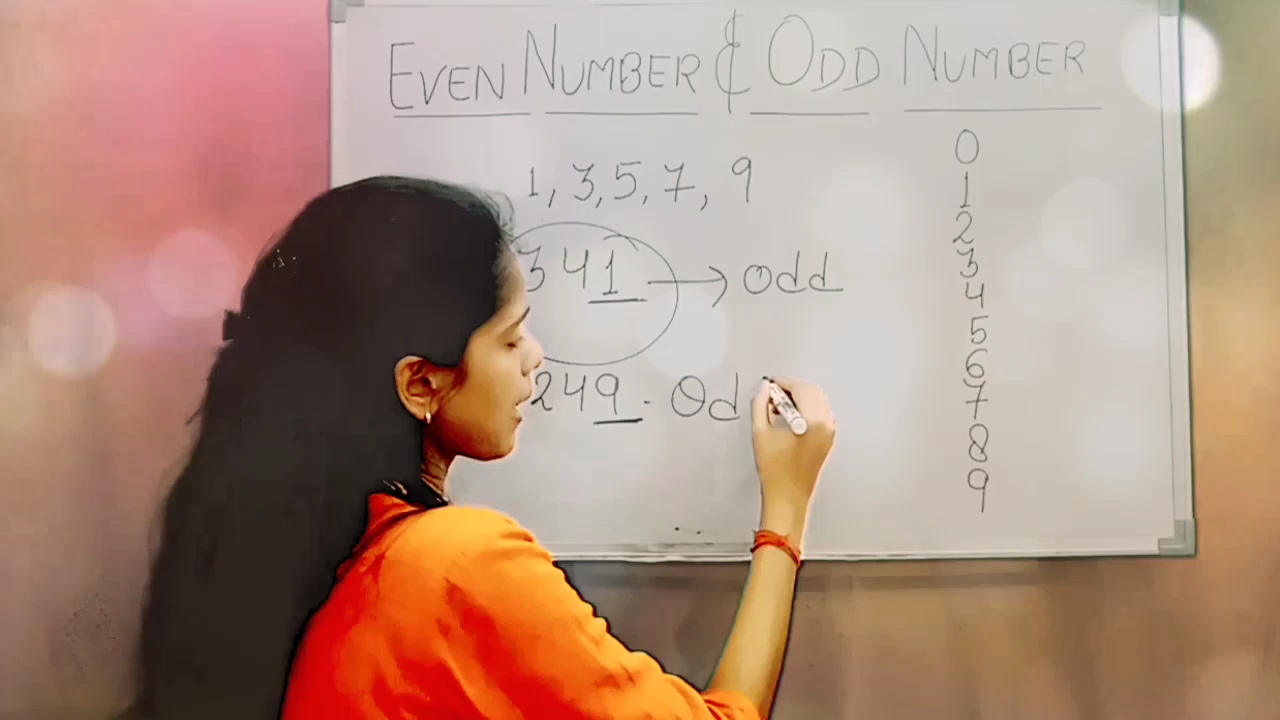 EVEN NUMBER & ODD NUMBER
1, 3, 5, 7, 9
341 → odd
249 - Od
0
1
2
3
4
5
6
7
8
9